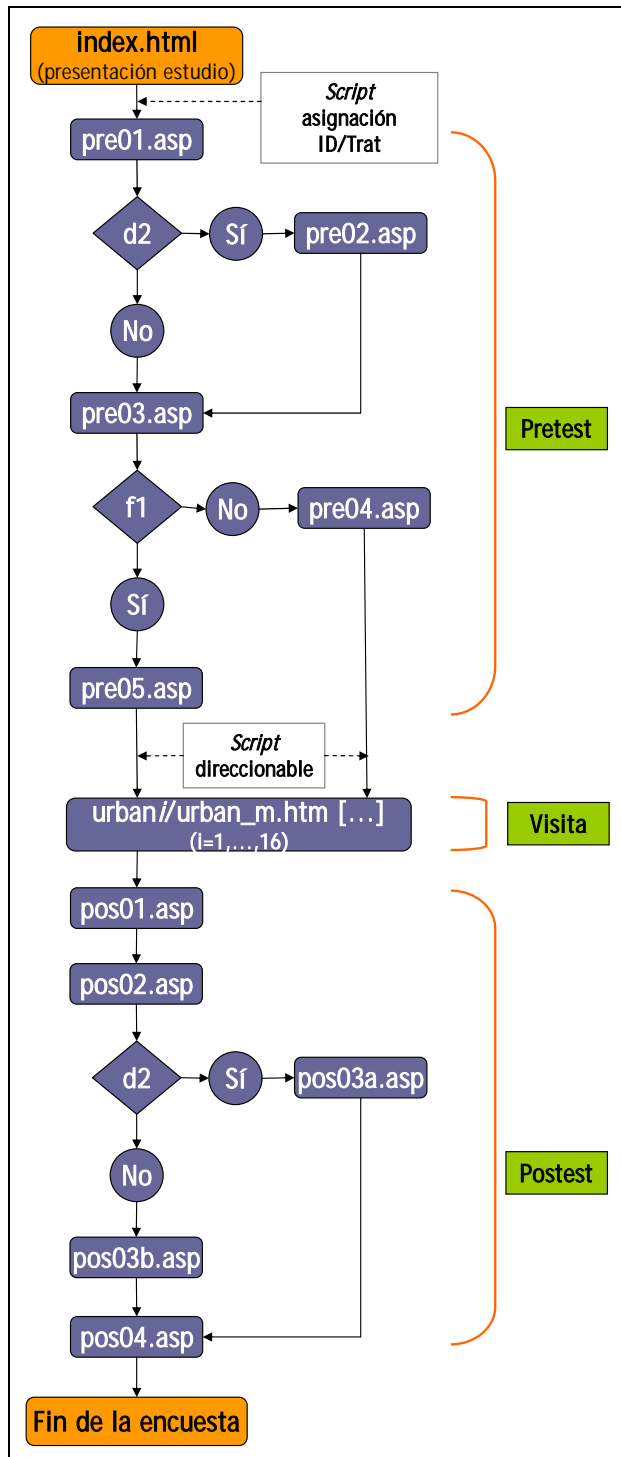 index.html
(presentación estudio)
Script
asignación
ID/Trat
pre01.asp
d2
Sí
pre02.asp
No
pre03.asp
Pretest
f1
No
pre04.asp
Sí
pre05.asp
Script
direccionable
urbani/urban_m.htm [...]
(i=1,...,16)
Visita
pos01.asp
pos02.asp
d2
Sí
pos03a.asp
No
Postest
pos03b.asp
pos04.asp
Fin de la encuesta